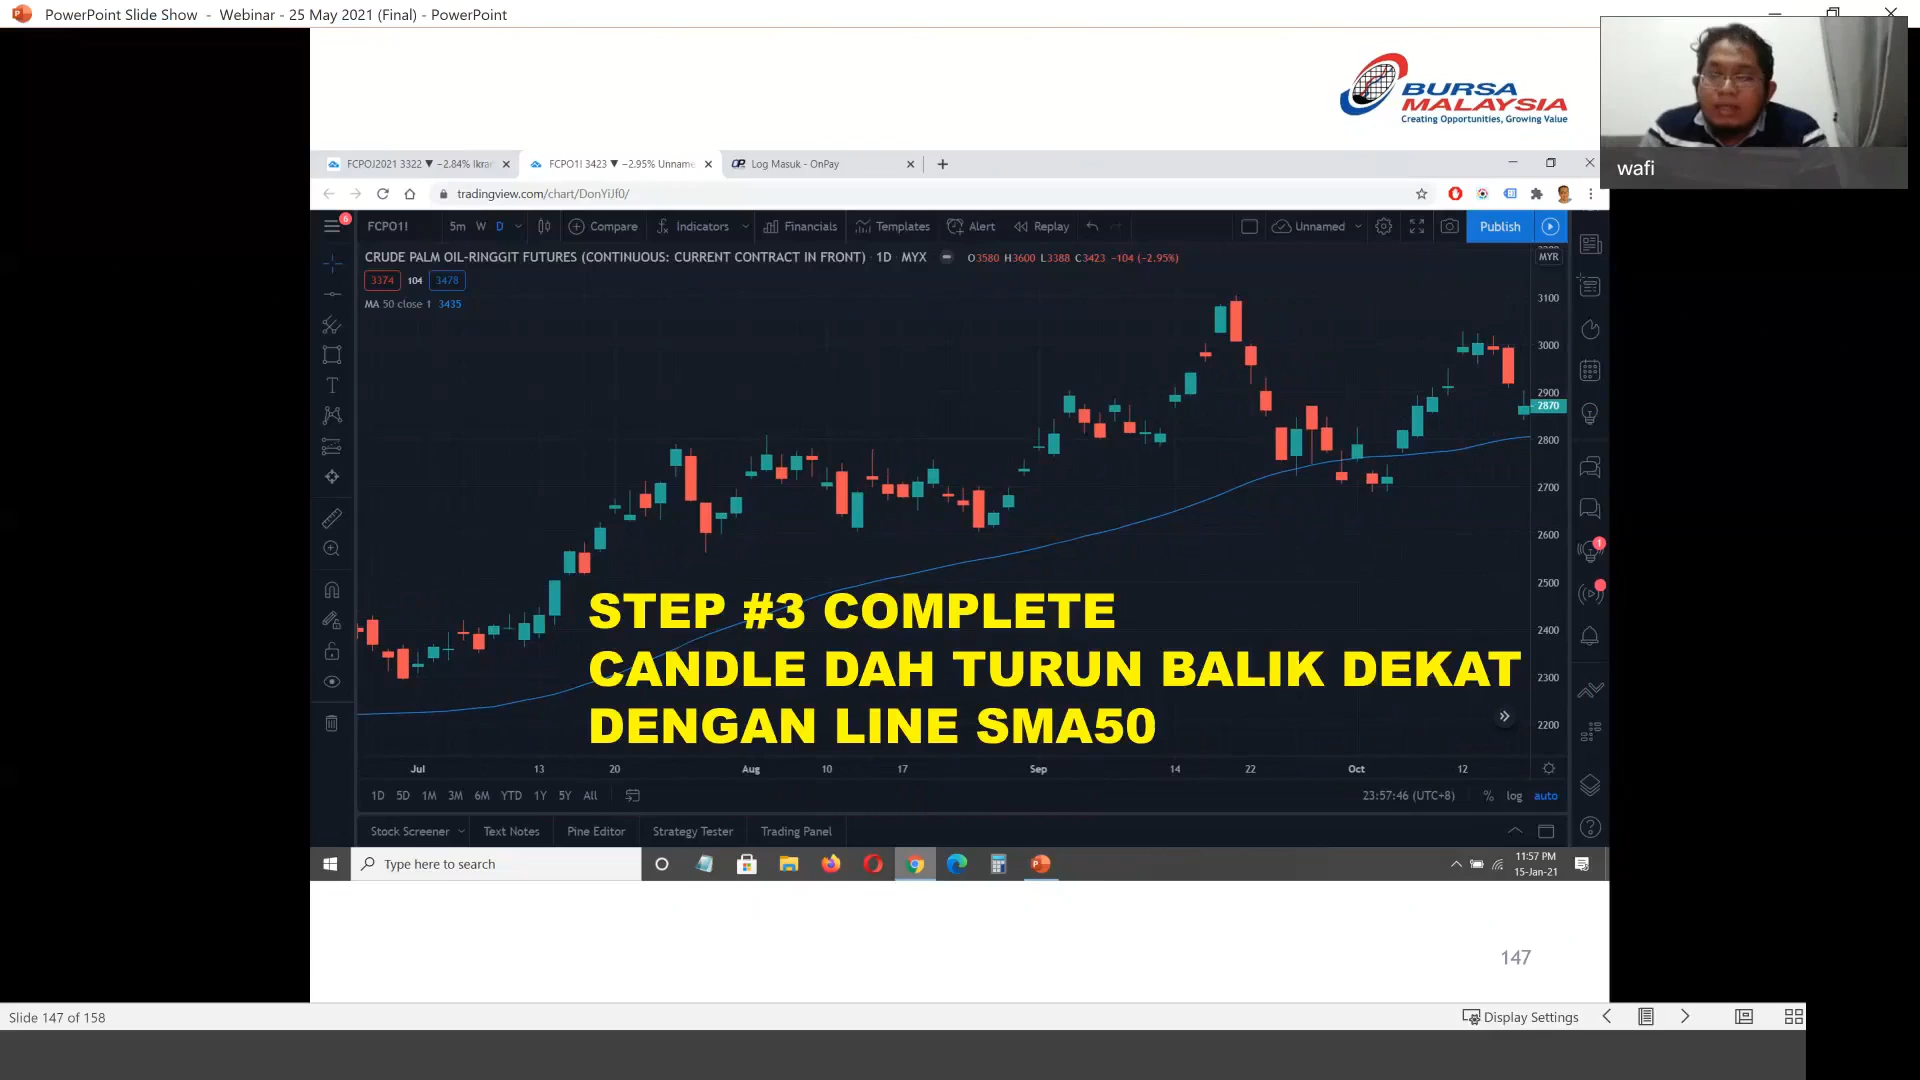 PowerPoint Slide Show - Webinar - 25 May 2021 (Final) - PowerPoint
BURSA
MALAYSIA
Creating Opportunities, Growing Value
wafi
FCPOJ2021 3322 ▼ −2.84% Ikra
FCPO1! 3423 ▼ −2.95% Unname
Log Masuk - OnPay
tradingview.com/chart/DonYiJf0/
6
FCPO1!
5m W D
Compare
Indicators
Financials
Templates
Alert
Replay
Unnamed
Publish
CRUDE PALM OIL-RINGGIT FUTURES (CONTINUOUS: CURRENT CONTRACT IN FRONT) · 1D · MYX
O3580 H3600 L3388 C3423 −104 (−2.95%)
MYR
3374 104 3478
MA 50 close 1 3435
3100
3000
2900
2870
2800
2700
2600
2500
2400
2300
2200
1
STEP #3 COMPLETE
CANDLE DAH TURUN BALIK DEKAT
DENGAN LINE SMA50
Jul 13 20 Aug 10 17 Sep 14 22 Oct 12
1D 5D 1M 3M 6M YTD 1Y 5Y All
23:57:46 (UTC+8) % log auto
Stock Screener Text Notes Pine Editor Strategy Tester Trading Panel
Type here to search
11:57 PM
15-Jan-21
147
Slide 147 of 158
Display Settings